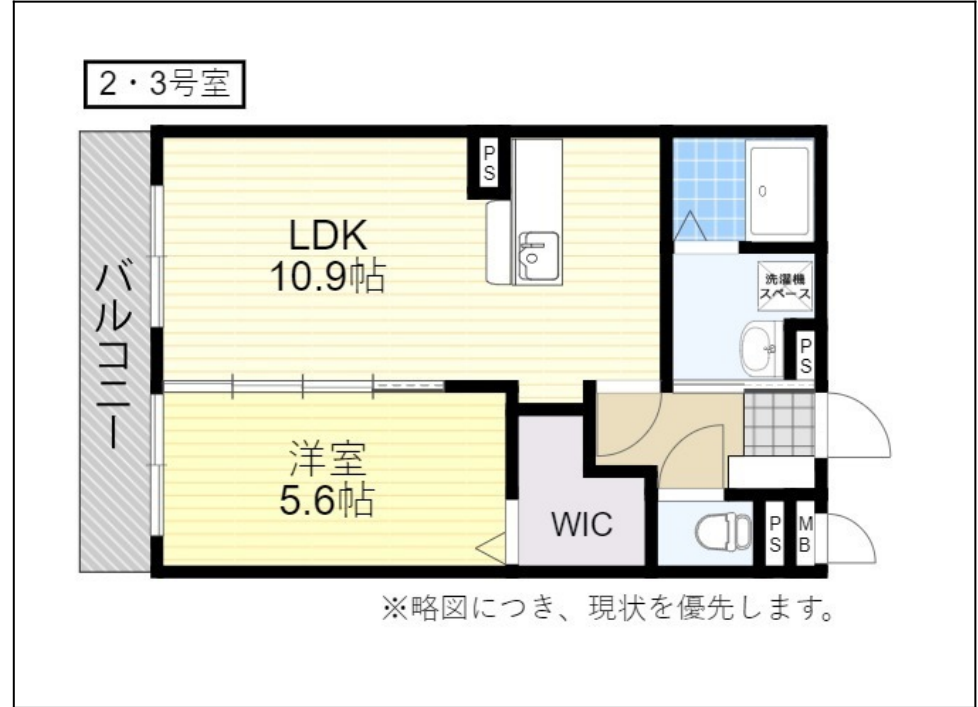 2・3号室
PS
LDK
10.9帖
バルコニー
洗濯機
スペース
PS
洋室
5.6帖
WIC
PS
MB
※略図につき、現状を優先します。